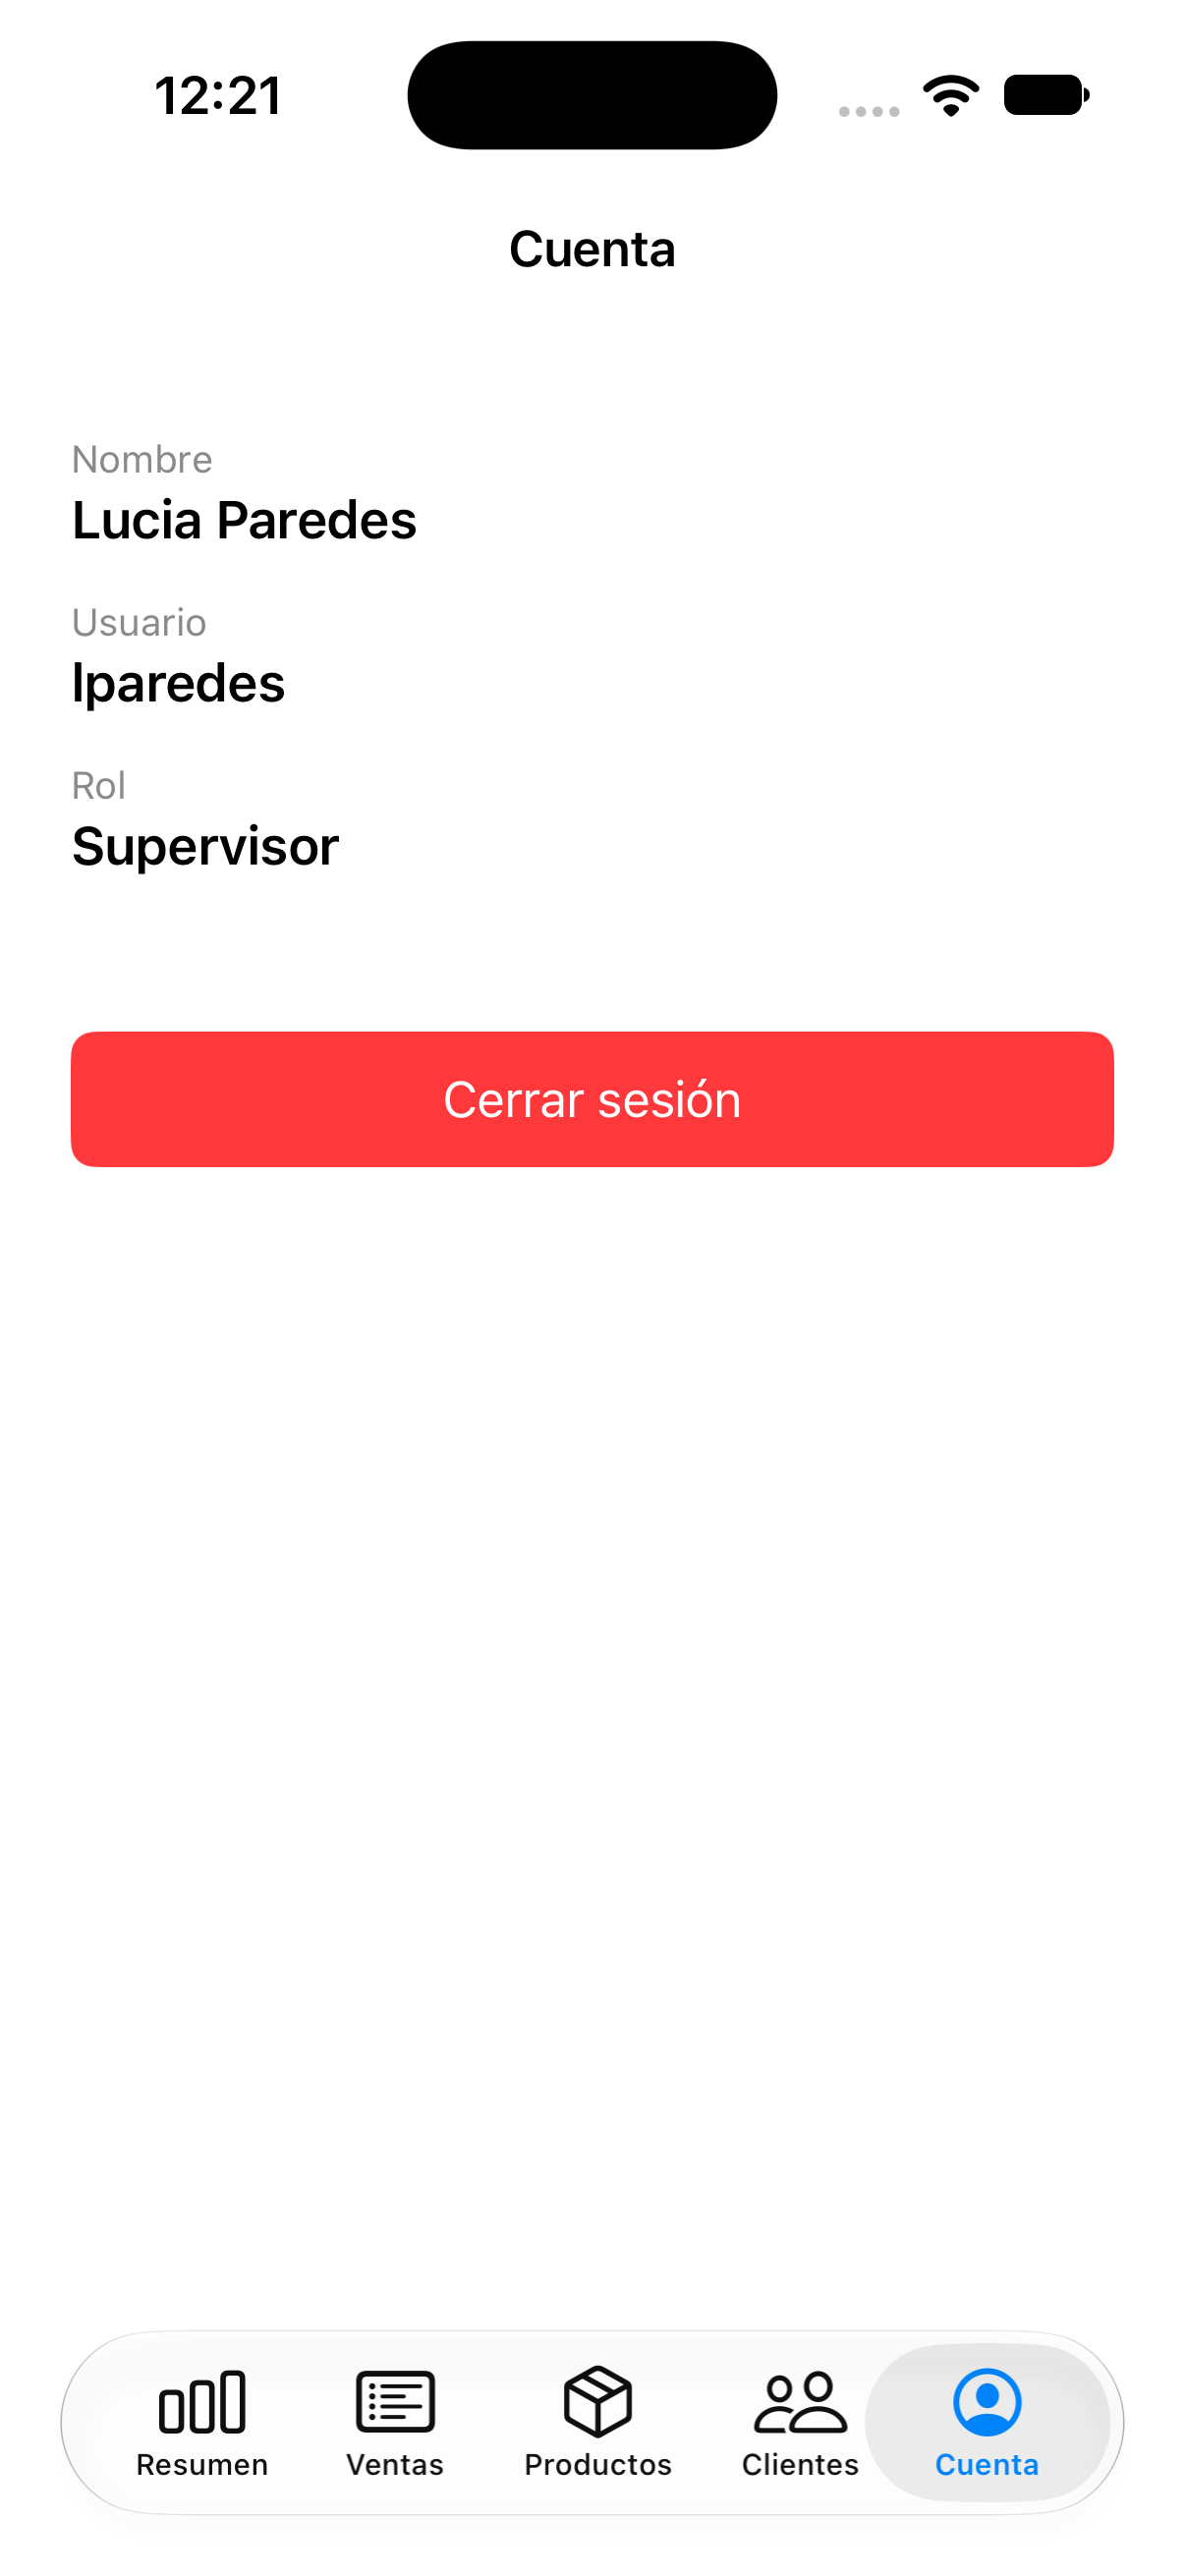 12:21
Cuenta
Nombre
Lucia Paredes
Usuario
lparedes
Rol
Supervisor
Cerrar sesión
Resumen
Ventas
Productos
Clientes
Cuenta